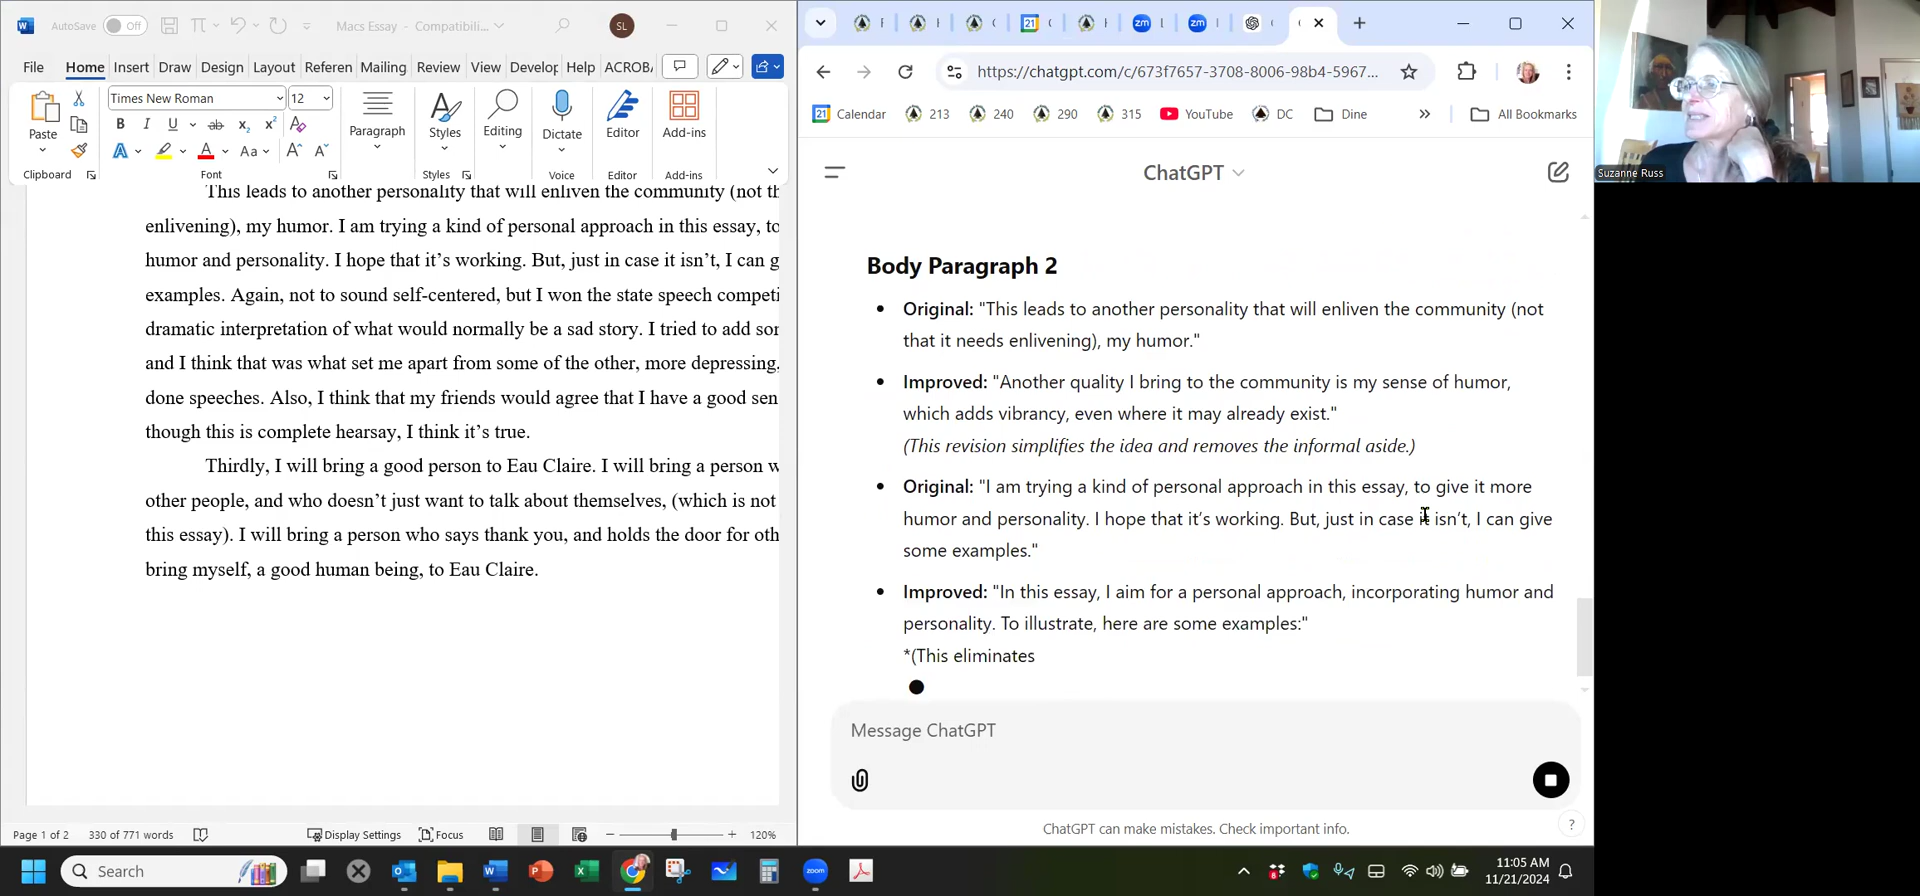 AutoSave Off
Macs Essay - Compatibili...
SL
File Home Insert Draw Design Layout Referen Mailing Review View Develop Help ACROBA
Times New Roman 12
Paste
B I U ab x₂ x² A
A A Aa A A
Paragraph Styles Editing Dictate Editor Add-ins
Clipboard Font Styles Voice Editor Add-ins
This leads to another personality that will enliven the community (not th
enlivening), my humor. I am trying a kind of personal approach in this essay, to
humor and personality. I hope that it's working. But, just in case it isn't, I can g
examples. Again, not to sound self-centered, but I won the state speech competi
dramatic interpretation of what would normally be a sad story. I tried to add som
and I think that was what set me apart from some of the other, more depressing,
done speeches. Also, I think that my friends would agree that I have a good sen
though this is complete hearsay, I think it's true.
Thirdly, I will bring a good person to Eau Claire. I will bring a person w
other people, and who doesn't just want to talk about themselves, (which is not
this essay). I will bring a person who says thank you, and holds the door for oth
bring myself, a good human being, to Eau Claire.
Page 1 of 2 330 of 771 words Display Settings Focus 120%
21 zm zm
https://chatgpt.com/c/673f7657-3708-8006-98b4-5967...
21 Calendar 213 240 290 315 YouTube DC Dine » All Bookmarks
ChatGPT
Body Paragraph 2
Original: "This leads to another personality that will enliven the community (not
that it needs enlivening), my humor."
Improved: "Another quality I bring to the community is my sense of humor,
which adds vibrancy, even where it may already exist."
(This revision simplifies the idea and removes the informal aside.)
Original: "I am trying a kind of personal approach in this essay, to give it more
humor and personality. I hope that it's working. But, just in case it isn't, I can give
some examples."
Improved: "In this essay, I aim for a personal approach, incorporating humor and
personality. To illustrate, here are some examples:"
*(This eliminates
Message ChatGPT
ChatGPT can make mistakes. Check important info.
?
Suzanne Russ
Search
zoom
11:05 AM
11/21/2024